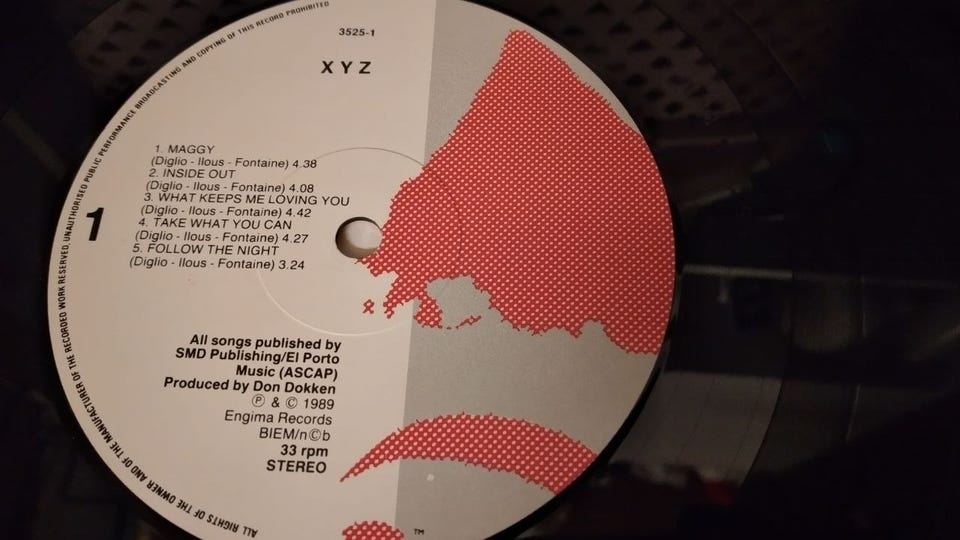 3525-1
X Y Z
1. MAGGY
(Diglio - Ilous - Fontaine) 4.38
2. INSIDE OUT
(Diglio - Ilous - Fontaine) 4.08
3. WHAT KEEPS ME LOVING YOU
(Diglio - Ilous - Fontaine) 4.42
4. TAKE WHAT YOU CAN
(Diglio - Ilous - Fontaine) 4.27
5. FOLLOW THE NIGHT
(Diglio - Ilous - Fontaine) 3.24
1
All songs published by
SMD Publishing/El Porto
Music (ASCAP)
Produced by Don Dokken
℗ & © 1989
Engima Records
BIEM/n©b
33 rpm
STEREO
TM
ALL RIGHTS OF THE OWNER AND OF THE MANUFACTURER OF THE RECORDED WORK RESERVED. UNAUTHORISED PUBLIC PERFORMANCE BROADCASTING AND COPYING OF THIS RECORD PROHIBITED